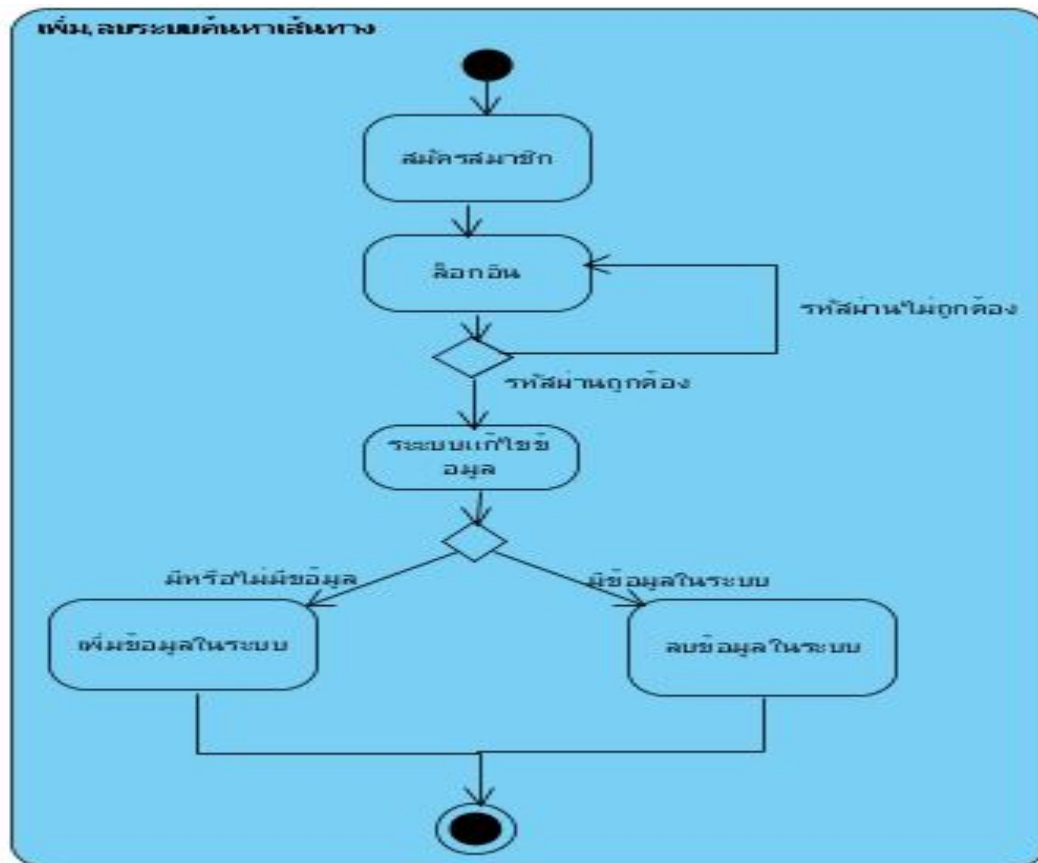 เพิ่ม,ลบระบบค้นหาเส้นทาง
สมัครสมาชิก
ล็อกอิน
รหัสผ่านไม่ถูกต้อง
รหัสผ่านถูกต้อง
ระะบบแก้ไขข้
อมูล
มีหรือไม่มีขอ้มูล
มีข้อมูลในระบบ
เพิ่มข้อมูลในระบบ
ลบข้อมูลในระบบ